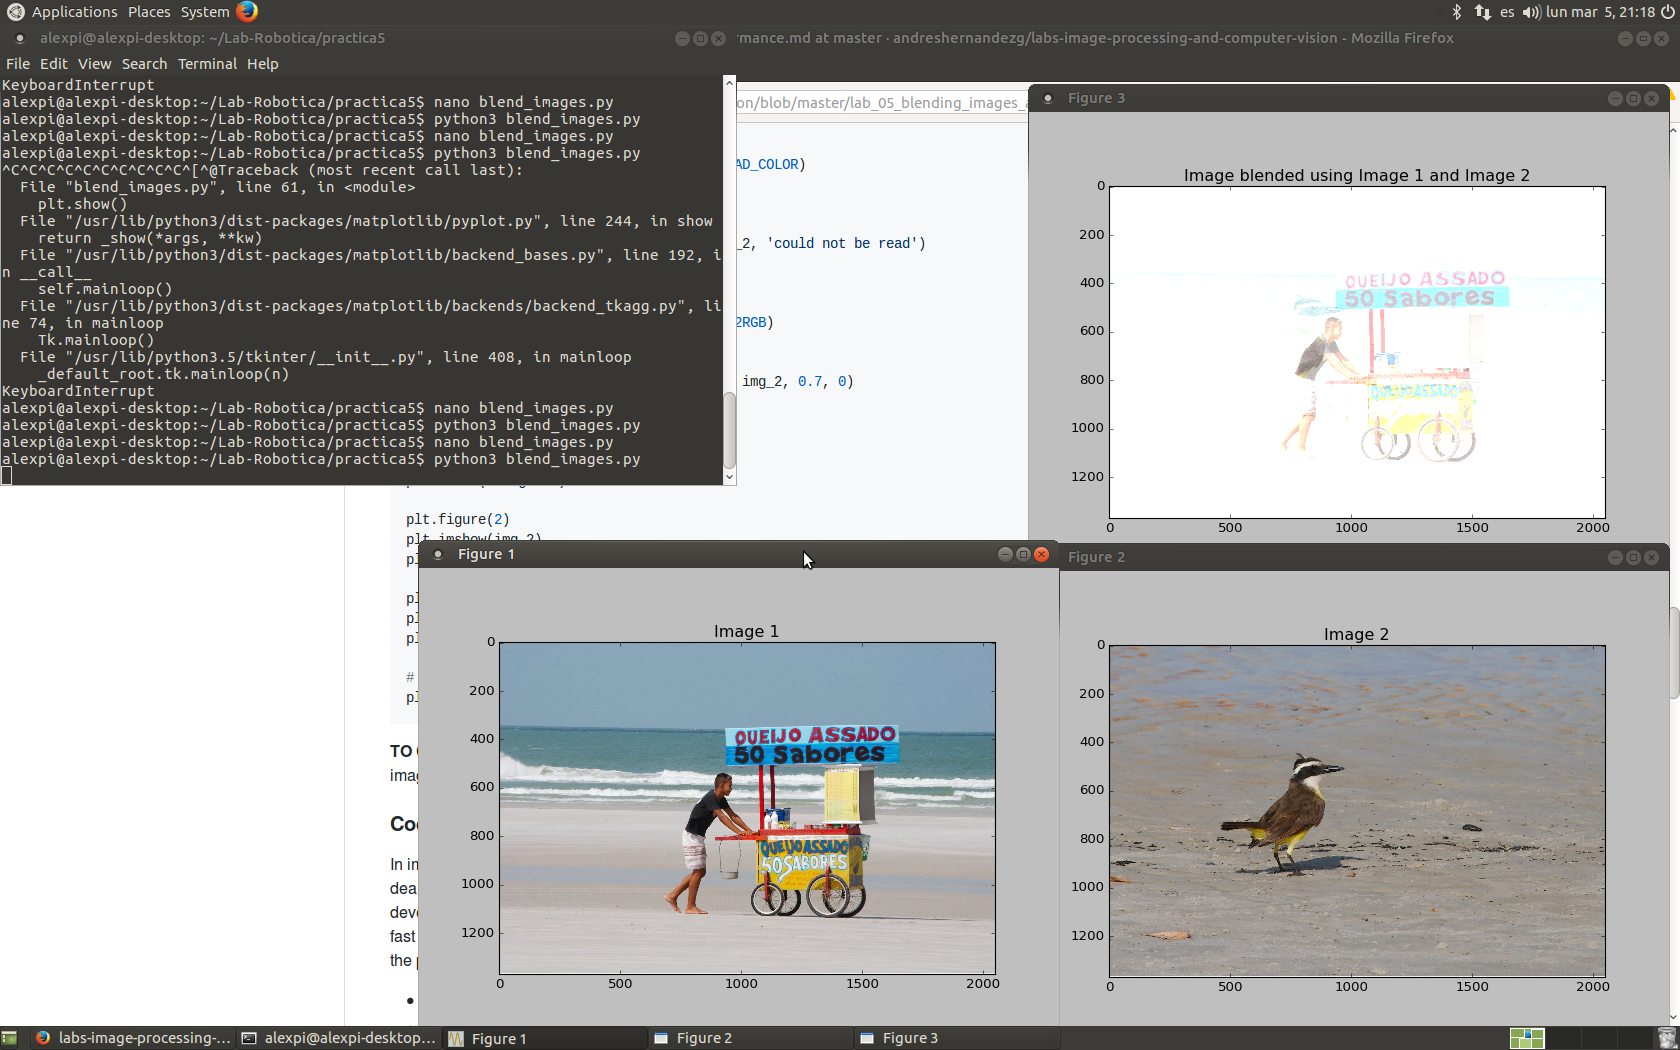 Applications Places System
es lun mar 5, 21:18
alexpi@alexpi-desktop: ~/Lab-Robotica/practica5
rmance.md at master · andreshernandezg/labs-image-processing-and-computer-vision - Mozilla Firefox
File Edit View Search Terminal Help
KeyboardInterrupt
alexpi@alexpi-desktop:~/Lab-Robotica/practica5$ nano blend_images.py
alexpi@alexpi-desktop:~/Lab-Robotica/practica5$ python3 blend_images.py
alexpi@alexpi-desktop:~/Lab-Robotica/practica5$ nano blend_images.py
alexpi@alexpi-desktop:~/Lab-Robotica/practica5$ python3 blend_images.py
^C^C^C^C^C^C^C^C^C^C^[^@Traceback (most recent call last):
File "blend_images.py", line 61, in <module>
plt.show()
File "/usr/lib/python3/dist-packages/matplotlib/pyplot.py", line 244, in show
return _show(*args, **kw)
File "/usr/lib/python3/dist-packages/matplotlib/backend_bases.py", line 192, i
n __call__
self.mainloop()
File "/usr/lib/python3/dist-packages/matplotlib/backends/backend_tkagg.py", li
ne 74, in mainloop
Tk.mainloop()
File "/usr/lib/python3.5/tkinter/__init__.py", line 408, in mainloop
_default_root.tk.mainloop(n)
KeyboardInterrupt
alexpi@alexpi-desktop:~/Lab-Robotica/practica5$ nano blend_images.py
alexpi@alexpi-desktop:~/Lab-Robotica/practica5$ python3 blend_images.py
alexpi@alexpi-desktop:~/Lab-Robotica/practica5$ nano blend_images.py
alexpi@alexpi-desktop:~/Lab-Robotica/practica5$ python3 blend_images.py
on/blob/master/lab_05_blending_images_a
AD_COLOR)
_2, 'could not be read')
2RGB)
img_2, 0.7, 0)
plt.figure(2)
plt.imshow(img_2)
pl
pl
pl
pl
#
pl
TO
imag
Coo
In in
dea
deve
fast
the p
Figure 3
Image blended using Image 1 and Image 2
0
200
400
600
800
1000
1200
0 500 1000 1500 2000
QUEIJO ASSADO
50 Sabores
QUEIJOASSADO
Figure 1
Image 1
0
200
400
600
800
1000
1200
0 500 1000 1500 2000
QUEIJO ASSADO
50 Sabores
QUEIJOASSADO
50SABORES
Figure 2
Image 2
0
200
400
600
800
1000
1200
0 500 1000 1500 2000
labs-image-processing-... alexpi@alexpi-desktop... Figure 1 Figure 2 Figure 3